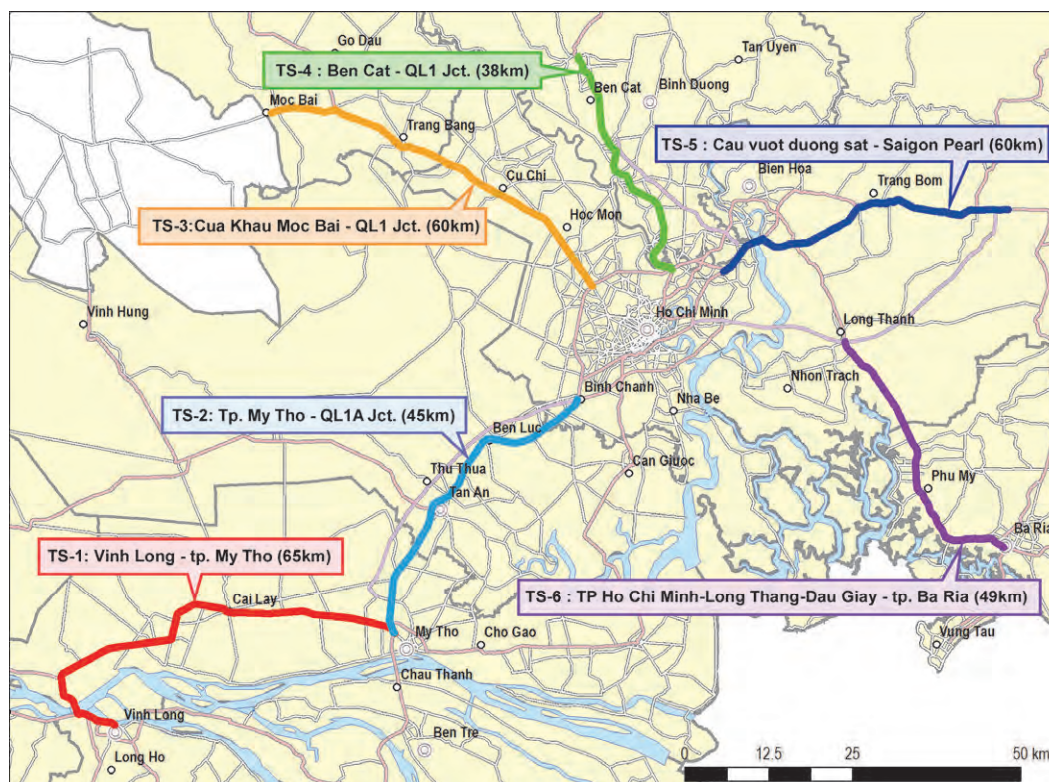 Go Dau
Tan Uyen
TS-4 : Ben Cat - QL1 Jct. (38km)
Ben Cat
Binh Duong
Moc Bai
Trang Bang
TS-5 : Cau vuot duong sat - Saigon Pearl (60km)
Bien Hoa
Trang Bom
Cu Chi
TS-3:Cua Khau Moc Bai - QL1 Jct. (60km)
Hoc Mon
Vinh Hung
Ho Chi Minh
Long Thanh
Binh Chanh
Nhon Trach
Nha Be
TS-2: Tp. My Tho - QL1A Jct. (45km)
Ben Luc
Thu Thua
Can Giuoc
Tan An
Phu My
Ba Ria
TS-1: Vinh Long - tp. My Tho (65km)
Cai Lay
TS-6 : TP Ho Chi Minh-Long Thang-Dau Giay - tp. Ba Ria (49km)
My Tho
Cho Gao
Vung Tau
Chau Thanh
Vinh Long
Ben Tre
Long Ho
0 12,5 25 50 km